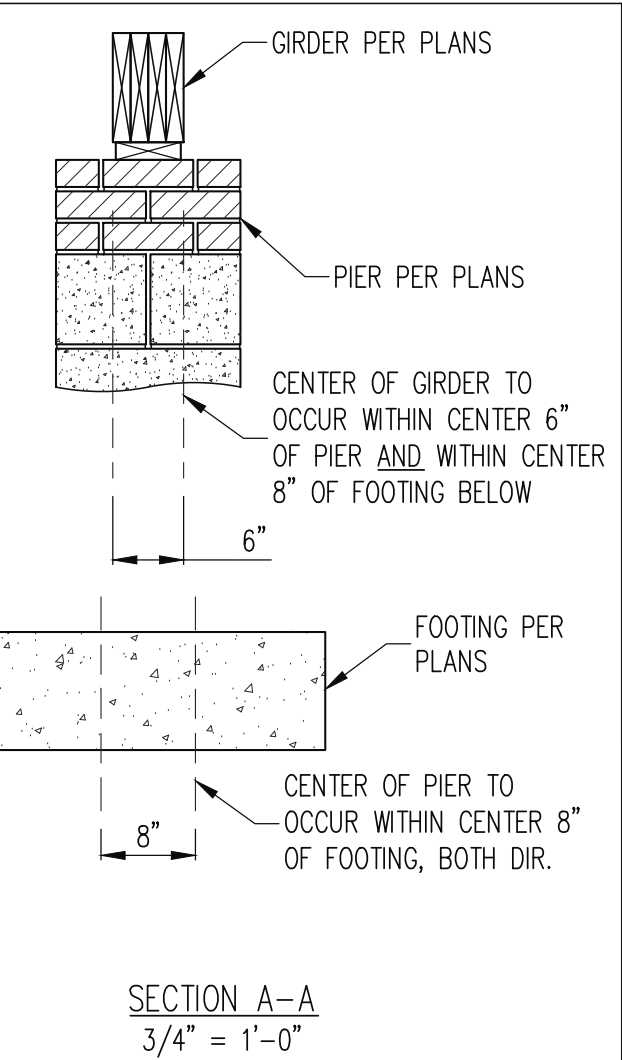 GIRDER PER PLANS
PIER PER PLANS
CENTER OF GIRDER TO
OCCUR WITHIN CENTER 6"
OF PIER AND WITHIN CENTER
8" OF FOOTING BELOW
6"
FOOTING PER
PLANS
CENTER OF PIER TO
OCCUR WITHIN CENTER 8"
OF FOOTING, BOTH DIR.
8"
SECTION A-A
3/4" = 1'-0"